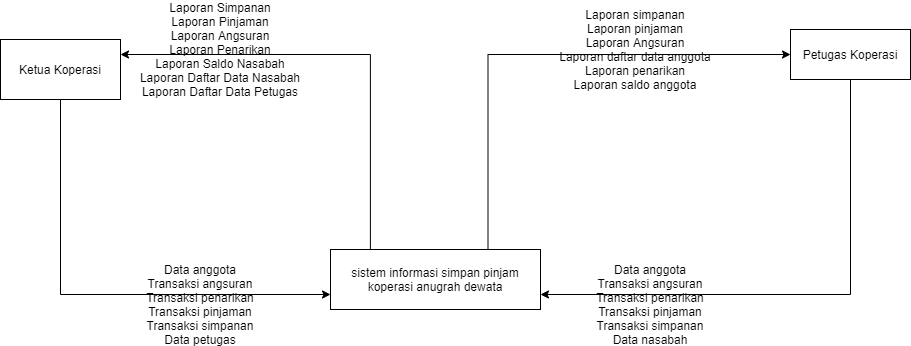 Laporan Simpanan
Laporan Pinjaman
Laporan Angsuran
Laporan Penarikan
Laporan Saldo Nasabah
Laporan Daftar Data Nasabah
Laporan Daftar Data Petugas
Laporan simpanan
Laporan pinjaman
Laporan Angsuran
Laporan daftar data anggota
Laporan penarikan
Laporan saldo anggota
Ketua Koperasi
Petugas Koperasi
sistem informasi simpan pinjam
koperasi anugrah dewata
Data anggota
Transaksi angsuran
Transaksi penarikan
Transaksi pinjaman
Transaksi simpanan
Data petugas
Data anggota
Transaksi angsuran
Transaksi penarikan
Transaksi pinjaman
Transaksi simpanan
Data nasabah